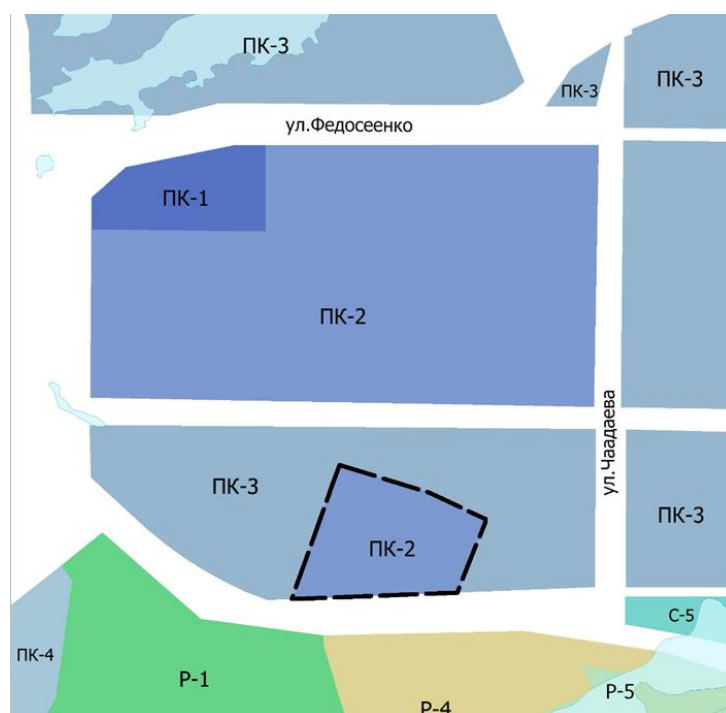 ПК-3
ПК-3
ПК-3
ул.Федосеенко
ПК-1
ПК-2
ул.Чаадаева
ПК-3
ПК-3
ПК-2
С-5
ПК-4
Р-1
Р-5
Р-4